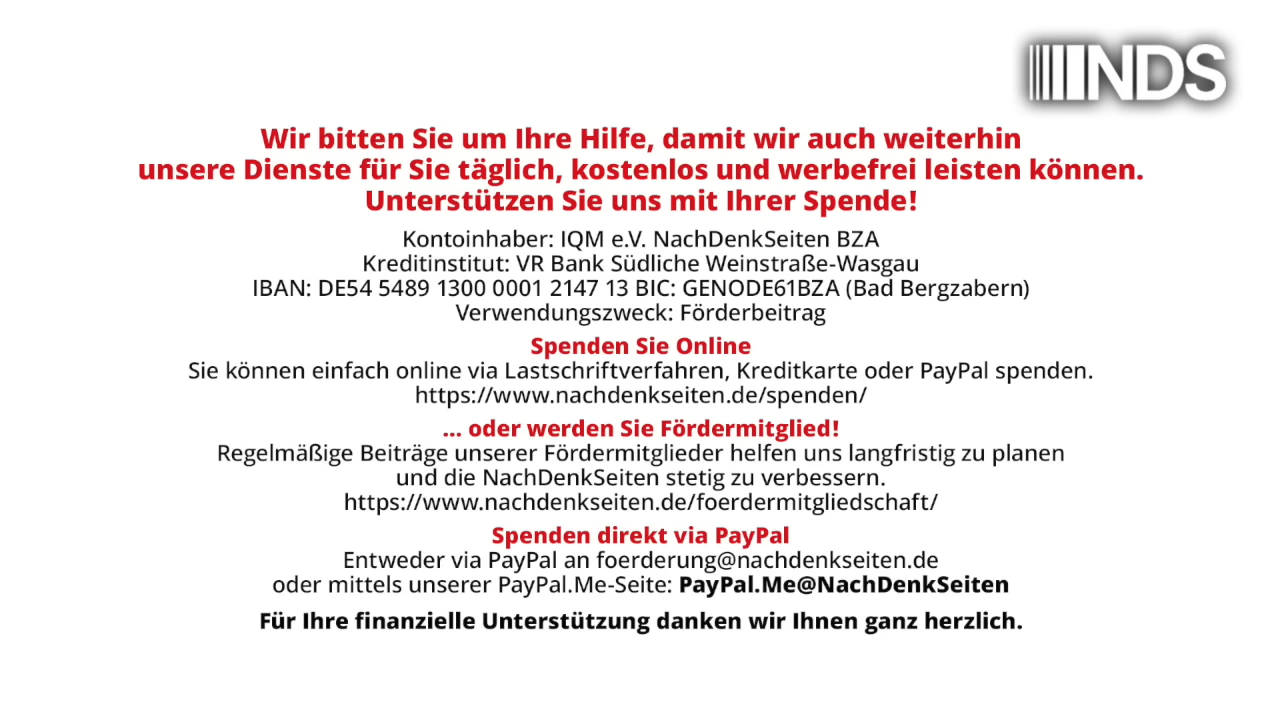 NDS
Wir bitten Sie um Ihre Hilfe, damit wir auch weiterhin
unsere Dienste für Sie täglich, kostenlos und werbefrei leisten können.
Unterstützen Sie uns mit Ihrer Spende!
Kontoinhaber: IQM e.V. NachDenkSeiten BZA
Kreditinstitut: VR Bank Südliche Weinstraße-Wasgau
IBAN: DE54 5489 1300 0001 2147 13 BIC: GENODE61BZA (Bad Bergzabern)
Verwendungszweck: Förderbeitrag
Spenden Sie Online
Sie können einfach online via Lastschriftverfahren, Kreditkarte oder PayPal spenden.
https://www.nachdenkseiten.de/spenden/
... oder werden Sie Fördermitglied!
Regelmäßige Beiträge unserer Fördermitglieder helfen uns langfristig zu planen
und die NachDenkSeiten stetig zu verbessern.
https://www.nachdenkseiten.de/foerdermitgliedschaft/
Spenden direkt via PayPal
Entweder via PayPal an foerderung@nachdenkseiten.de
oder mittels unserer PayPal.Me-Seite: PayPal.Me@NachDenkSeiten
Für Ihre finanzielle Unterstützung danken wir Ihnen ganz herzlich.